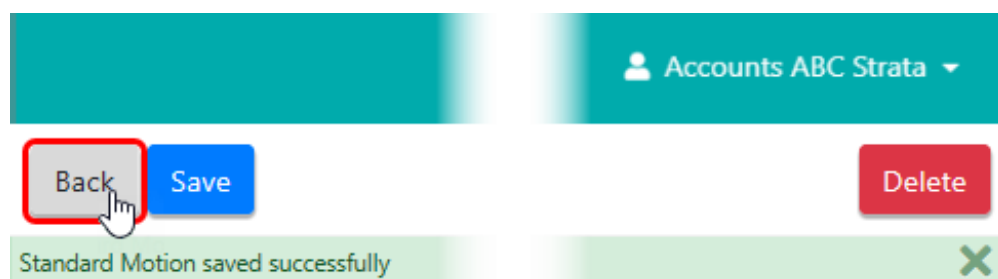 Accounts ABC Strata
Back Save Delete
Standard Motion saved successfully